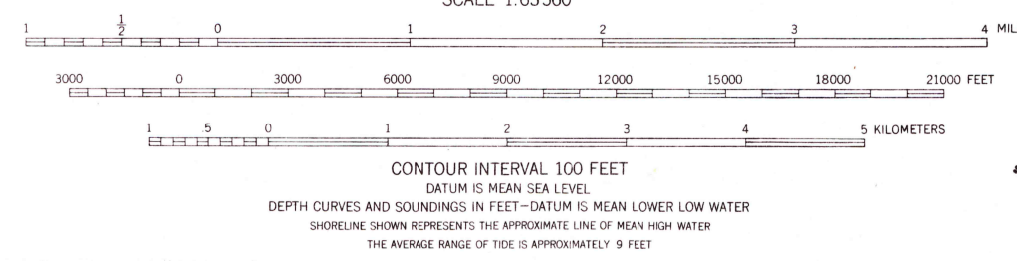 SCALE 1:63360
1 1/2 0 1 2 3 4 MIL
3000 0 3000 6000 9000 12000 15000 18000 21000 FEET
1 .5 0 1 2 3 4 5 KILOMETERS
CONTOUR INTERVAL 100 FEET
DATUM IS MEAN SEA LEVEL
DEPTH CURVES AND SOUNDINGS IN FEET—DATUM IS MEAN LOWER LOW WATER
SHORELINE SHOWN REPRESENTS THE APPROXIMATE LINE OF MEAN HIGH WATER
THE AVERAGE RANGE OF TIDE IS APPROXIMATELY 9 FEET